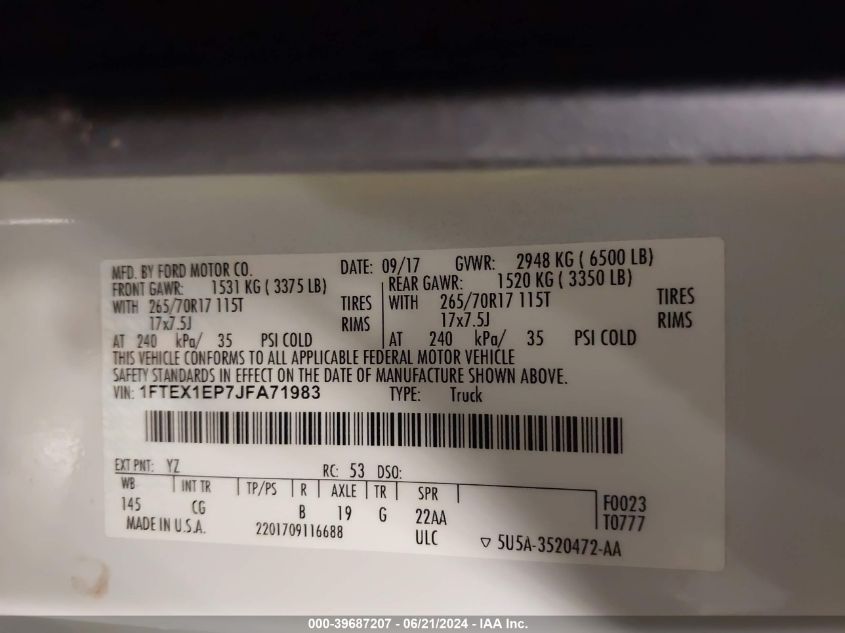 MFD. BY FORD MOTOR CO. DATE: 09/17 GVWR: 2948 KG ( 6500 LB)
FRONT GAWR: 1531 KG ( 3375 LB) REAR GAWR: 1520 KG ( 3350 LB)
WITH 265/70R17 115T TIRES WITH 265/70R17 115T TIRES
17x7.5J RIMS 17x7.5J RIMS
AT 240 kPa/ 35 PSI COLD AT 240 kPa/ 35 PSI COLD
THIS VEHICLE CONFORMS TO ALL APPLICABLE FEDERAL MOTOR VEHICLE
SAFETY STANDARDS IN EFFECT ON THE DATE OF MANUFACTURE SHOWN ABOVE.
VIN: 1FTEX1EP7JFA71983 TYPE: Truck
EXT PNT: YZ RC: 53 DSO:
WB INT TR TP/PS R AXLE TR SPR F0023
145 CG B 19 G 22AA T0777
MADE IN U.S.A. 2201709116688 ULC ▽ 5U5A-3520472-AA
000-39687207 - 06/21/2024 - IAA Inc.